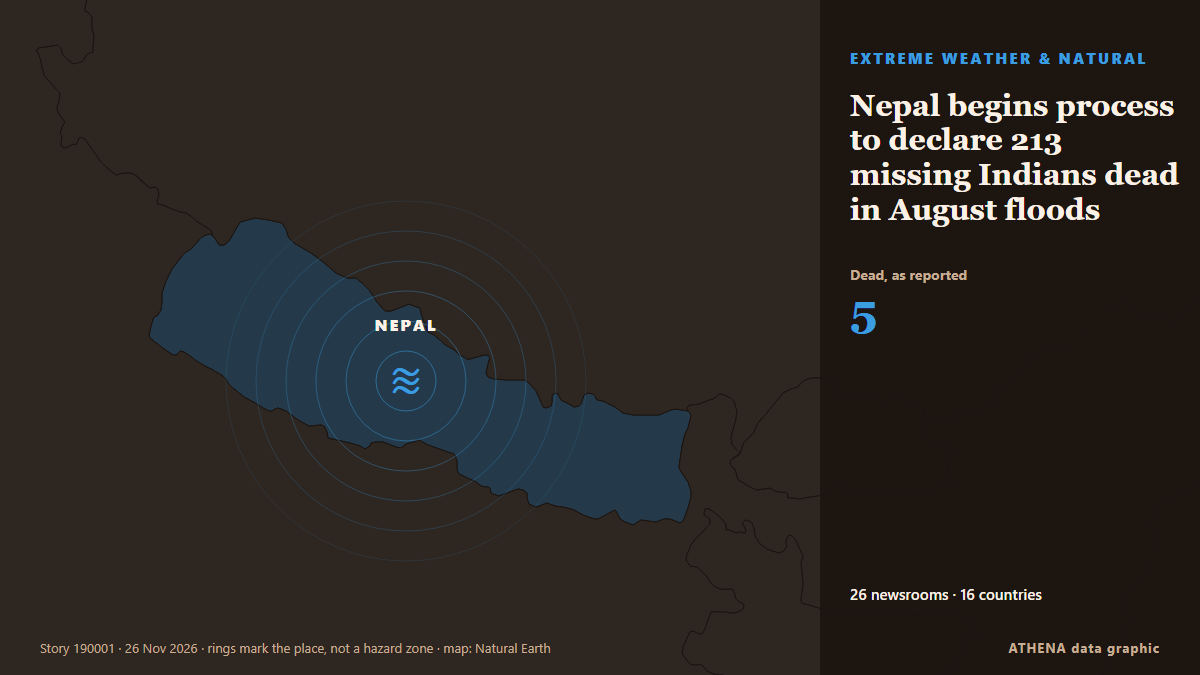 EXTREME WEATHER & NATURAL
Nepal begins process
to declare 213
missing Indians dead
in August floods
Dead, as reported
5
NEPAL
26 newsrooms · 16 countries
Story 190001 · 26 Nov 2026 · rings mark the place, not a hazard zone · map: Natural Earth
ATHENA data graphic